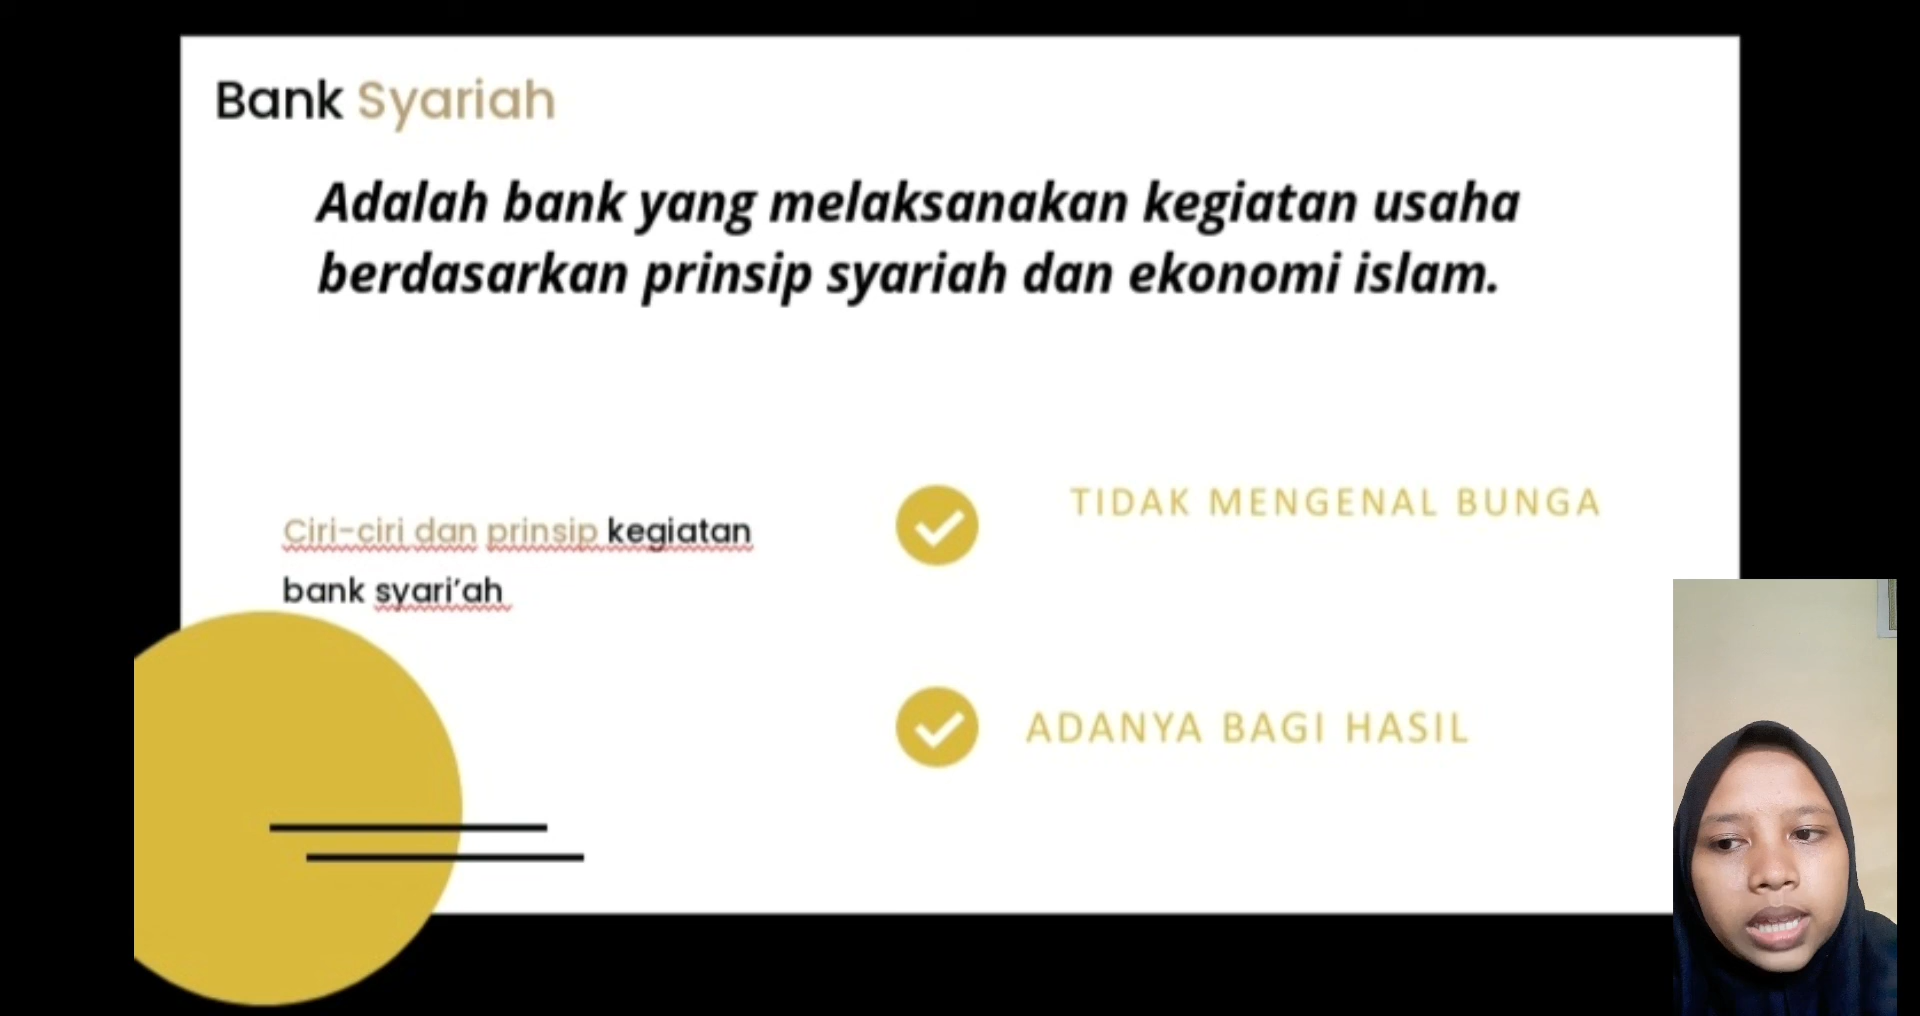 Bank Syariah
Adalah bank yang melaksanakan kegiatan usaha
berdasarkan prinsip syariah dan ekonomi islam.
Ciri-ciri dan prinsip kegiatan
bank syari’ah
TIDAK MENGENAL BUNGA
ADANYA BAGI HASIL